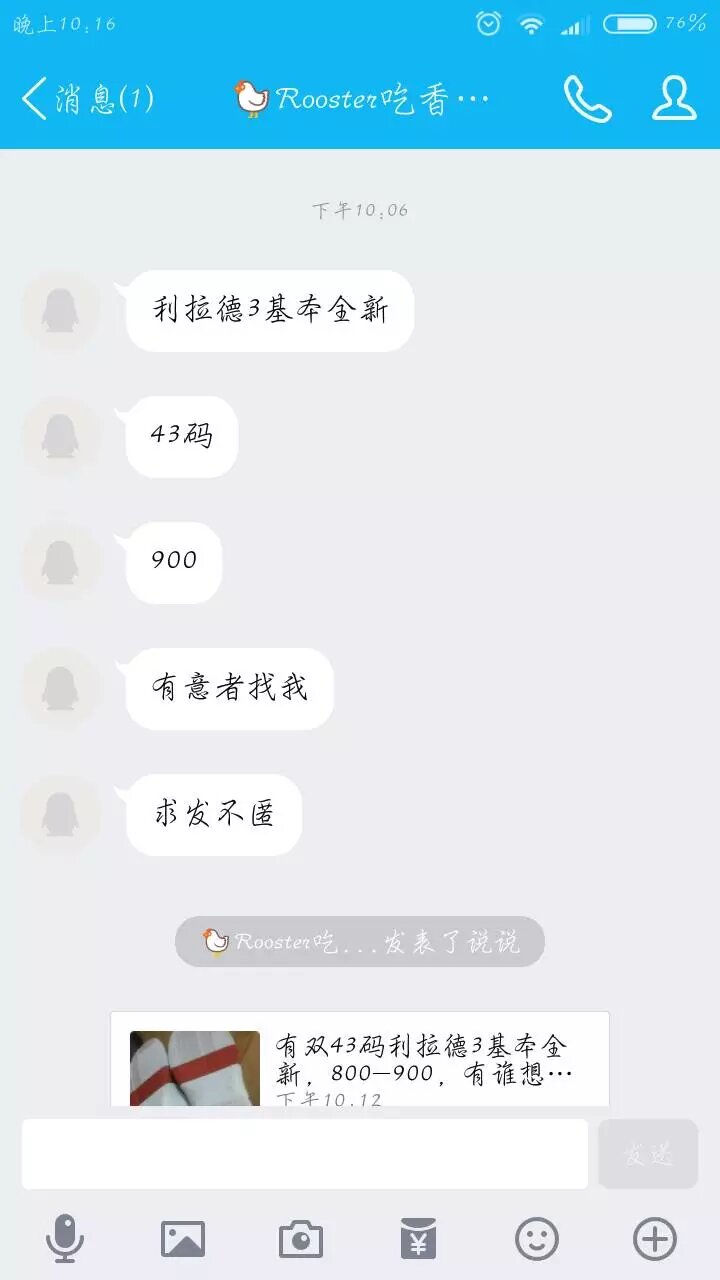 晚上10:16
76%
消息(1)
Rooster吃香…
下午10:06
利拉德3基本全新
43码
900
有意者找我
求发不匿
Rooster吃...发表了说说
有双43码利拉德3基本全
新，800—900，有谁想…
下午10:12
发送